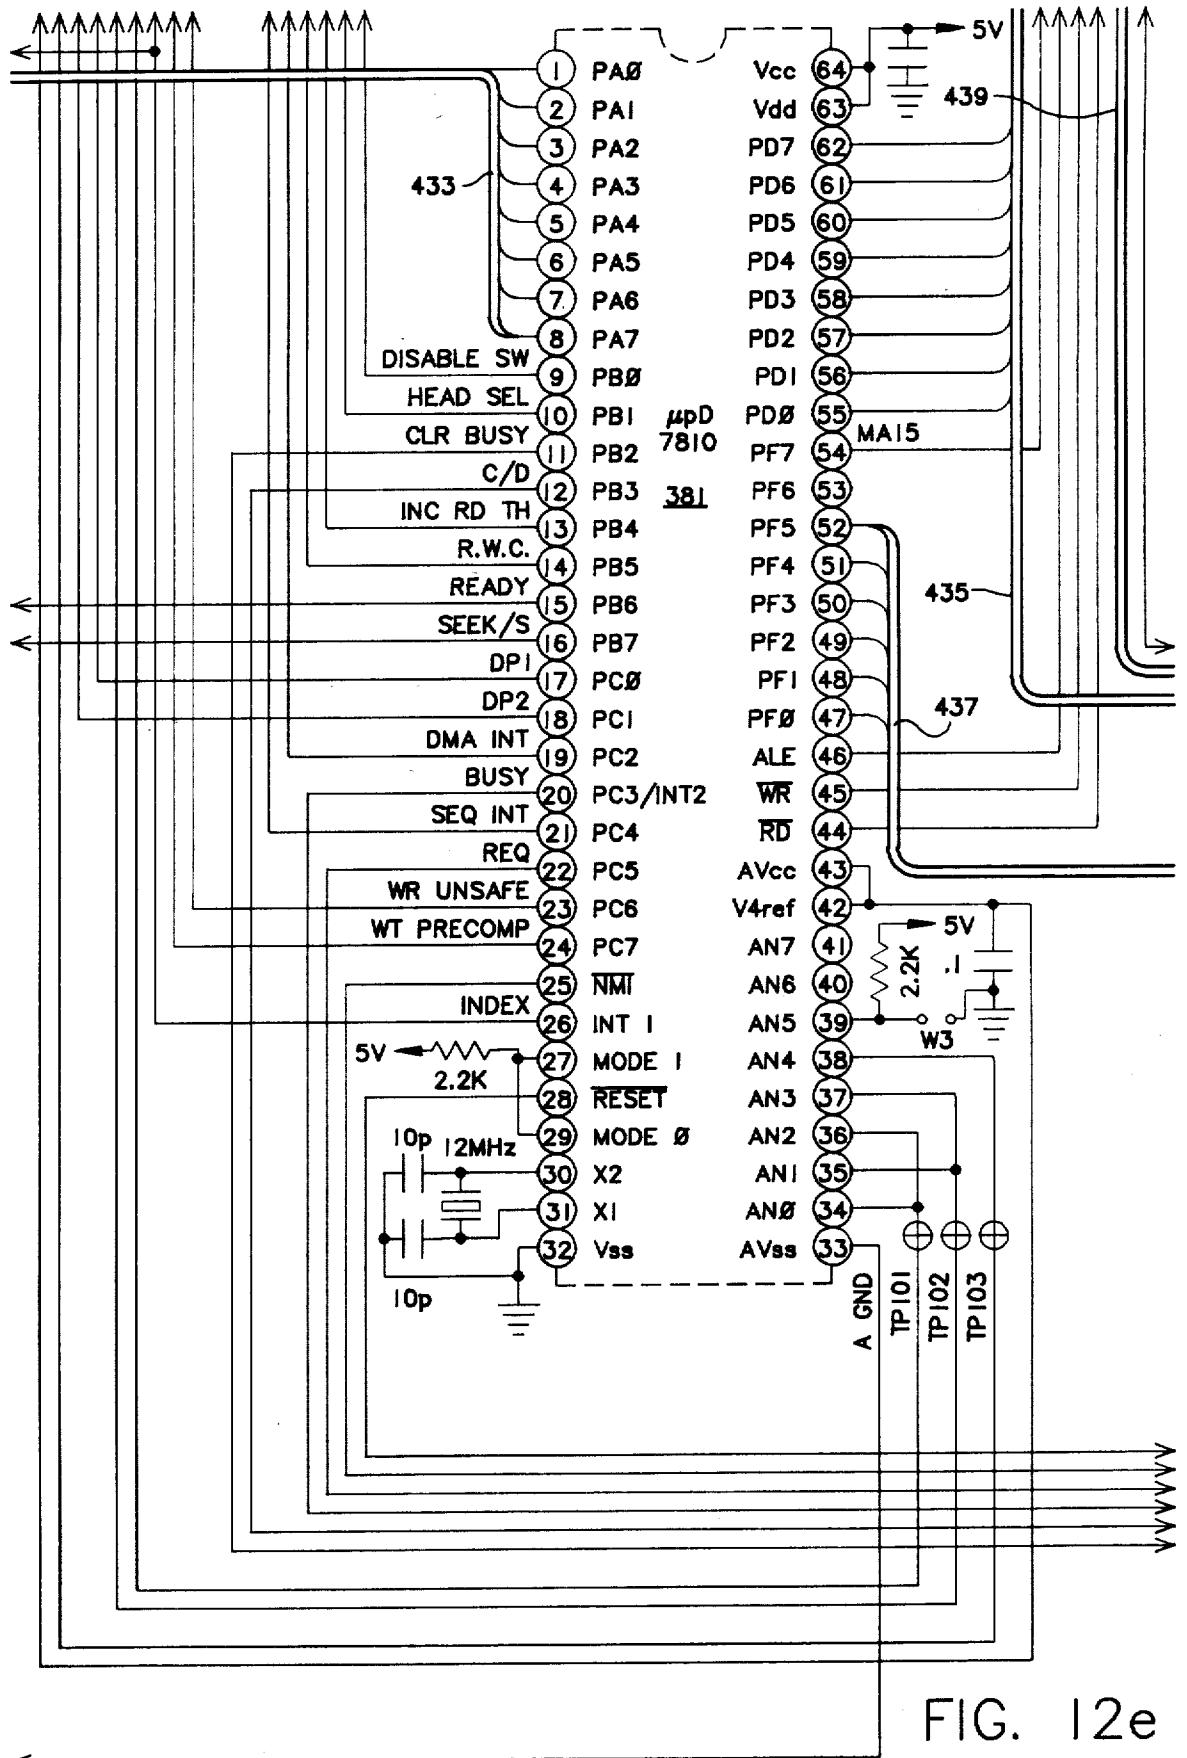 5V
1 PAØ Vcc 64
439
2 PA1 Vdd 63
3 PA2 PD7 62
433
4 PA3 PD6 61
5 PA4 PD5 60
6 PA5 PD4 59
7 PA6 PD3 58
8 PA7 PD2 57
DISABLE SW 9 PBØ PD1 56
HEAD SEL 10 PB1 μpD PDØ 55
7810
CLR BUSY 11 PB2 PF7 54 MA15
C/D 12 PB3 381 PF6 53
INC RD TH 13 PB4 PF5 52
R.W.C. 14 PB5 PF4 51
435
READY 15 PB6 PF3 50
SEEK/S 16 PB7 PF2 49
DP1 17 PCØ PF1 48
437
DP2 18 PC1 PFØ 47
DMA INT 19 PC2 ALE 46
BUSY 20 PC3/INT2 WR 45
SEQ INT 21 PC4 RD 44
REQ 22 PC5 AVcc 43
WR UNSAFE 23 PC6 V4ref 42
5V
WT PRECOMP 24 PC7 AN7 41
2.2K .1
25 NMI AN6 40
INDEX 26 INT 1 AN5 39
W3
5V 27 MODE 1 AN4 38
2.2K
28 RESET AN3 37
10p 12MHz 29 MODE Ø AN2 36
30 X2 AN1 35
31 X1 ANØ 34
32 Vss AVss 33
10p
A GND
TP101
TP102
TP103
FIG. 12e